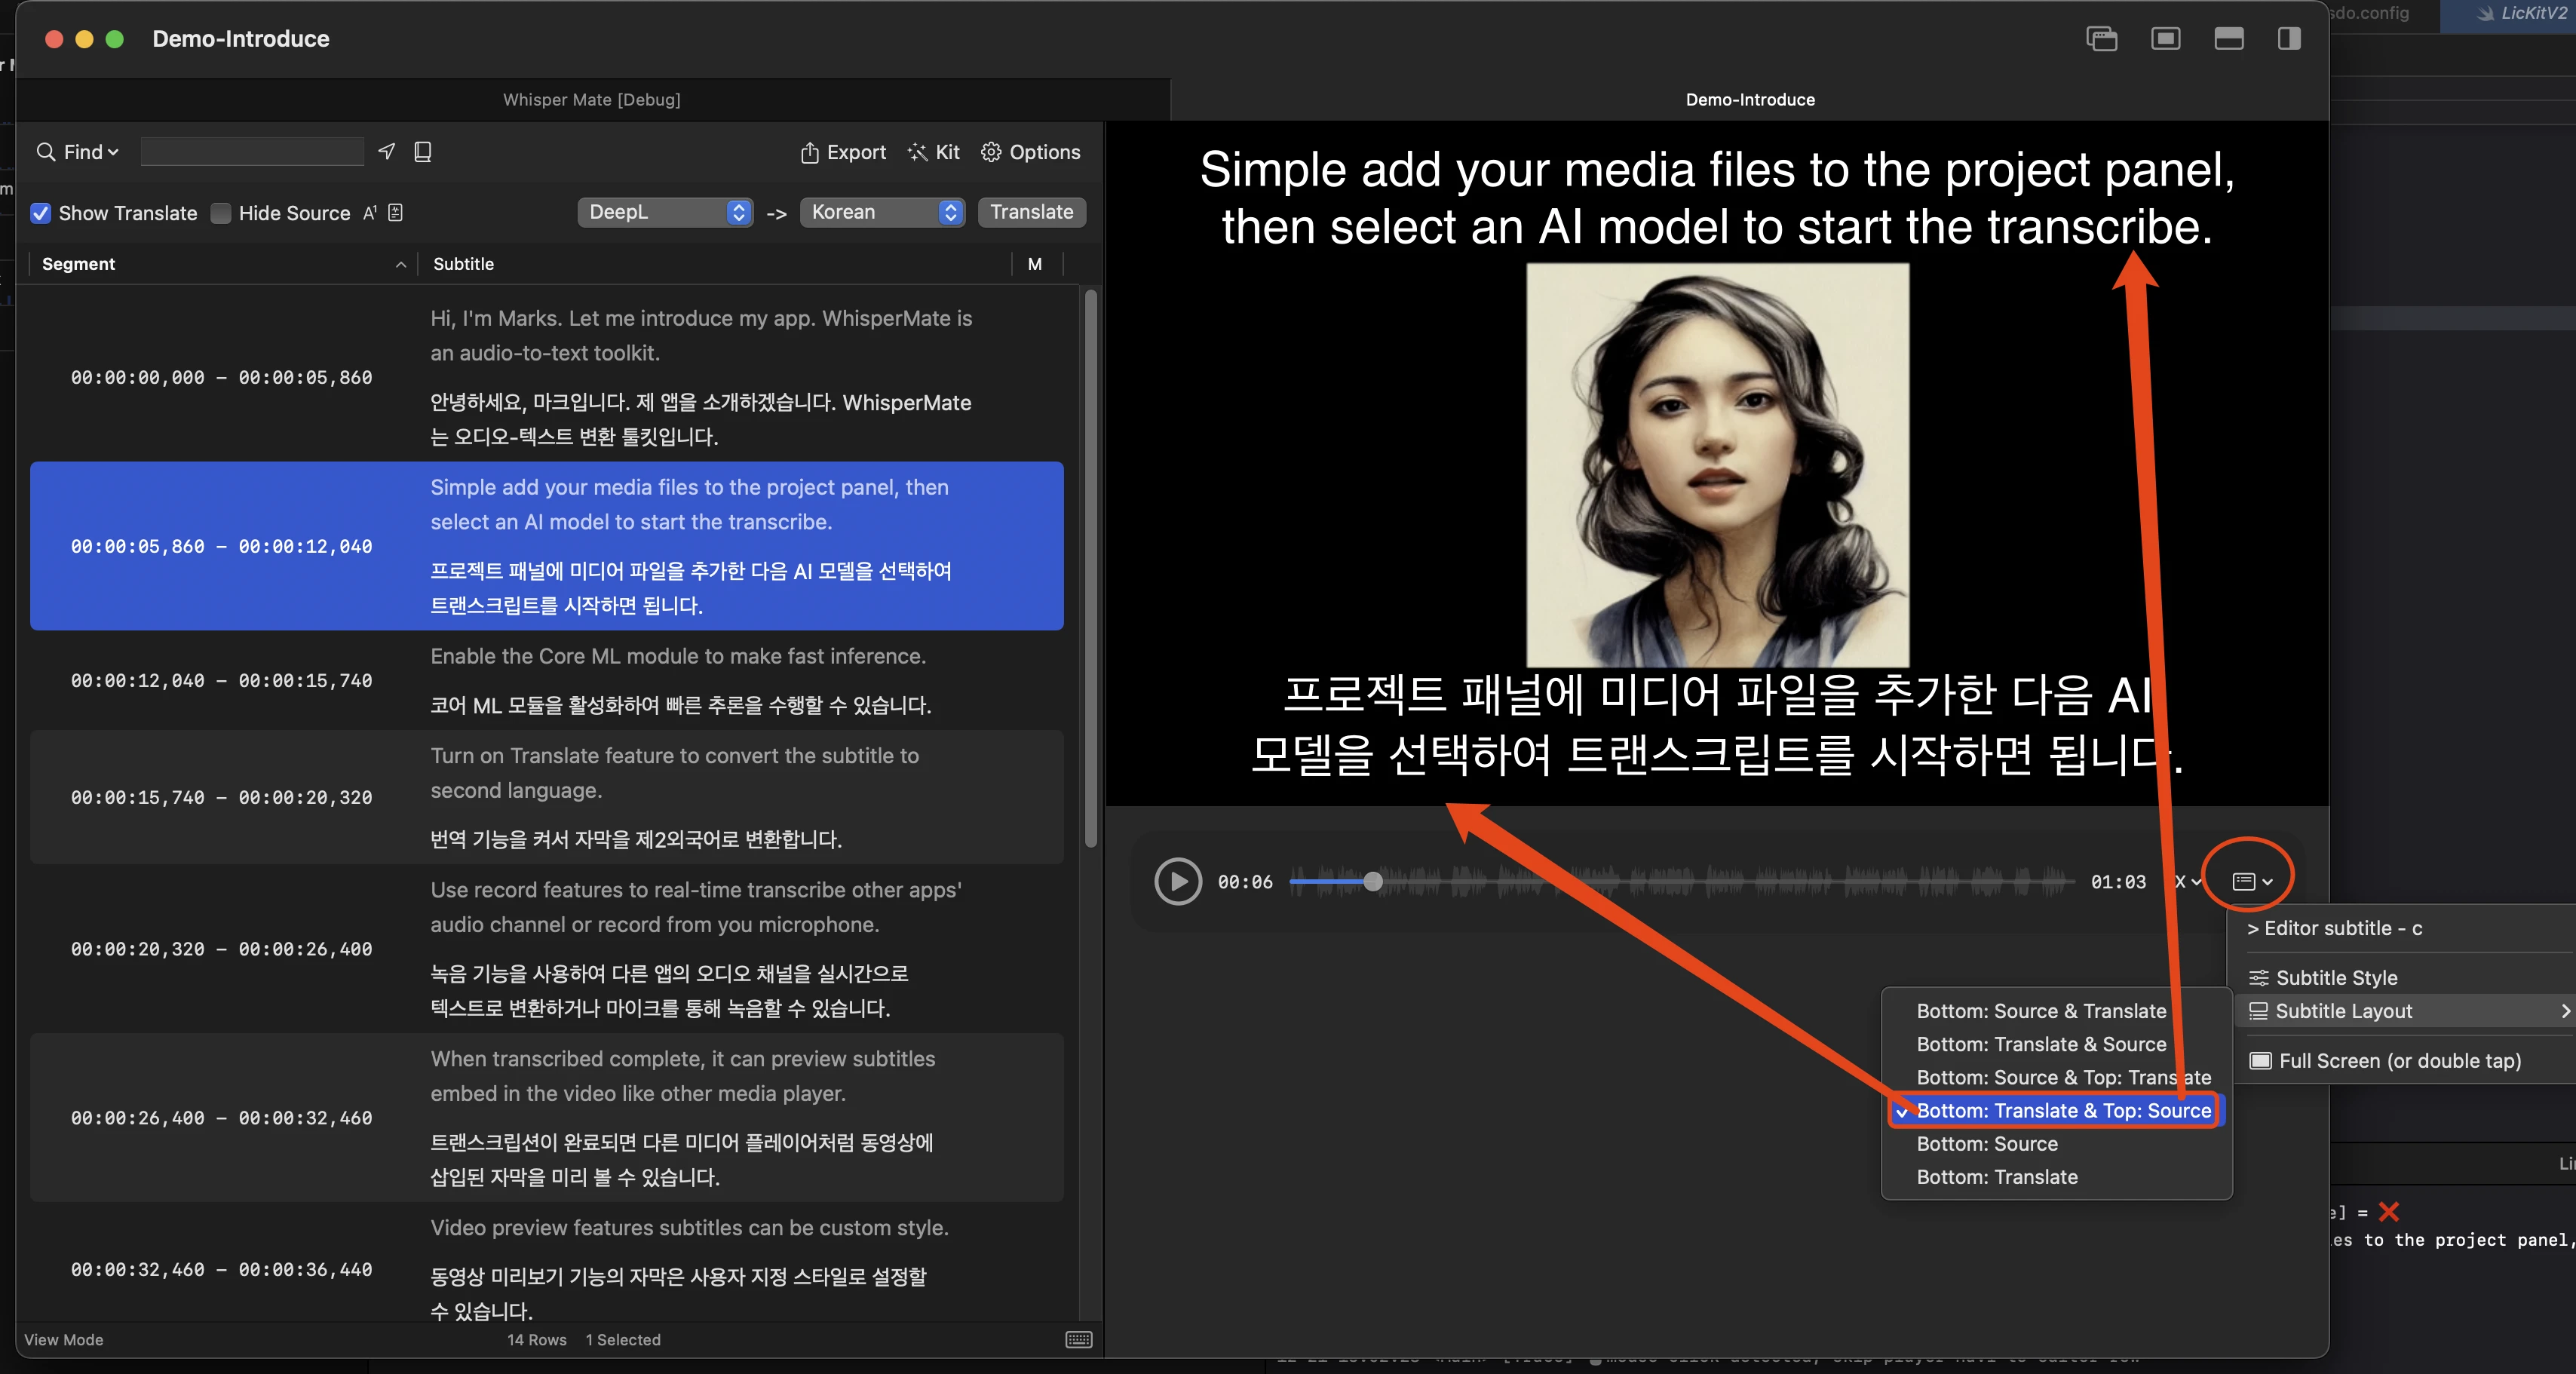 Demo-Introduce
sdo.config
LicKitV2
Whisper Mate [Debug]
Demo-Introduce
Find
Export
Kit
Options
Show Translate
Hide Source
DeepL
->
Korean
Translate
Segment
Subtitle
M
00:00:00,000 – 00:00:05,860
Hi, I'm Marks. Let me introduce my app. WhisperMate is
an audio-to-text toolkit.
안녕하세요, 마크입니다. 제 앱을 소개하겠습니다. WhisperMate
는 오디오-텍스트 변환 툴킷입니다.
00:00:05,860 – 00:00:12,040
Simple add your media files to the project panel, then
select an AI model to start the transcribe.
프로젝트 패널에 미디어 파일을 추가한 다음 AI 모델을 선택하여
트랜스크립트를 시작하면 됩니다.
00:00:12,040 – 00:00:15,740
Enable the Core ML module to make fast inference.
코어 ML 모듈을 활성화하여 빠른 추론을 수행할 수 있습니다.
00:00:15,740 – 00:00:20,320
Turn on Translate feature to convert the subtitle to
second language.
번역 기능을 켜서 자막을 제2외국어로 변환합니다.
00:00:20,320 – 00:00:26,400
Use record features to real-time transcribe other apps'
audio channel or record from you microphone.
녹음 기능을 사용하여 다른 앱의 오디오 채널을 실시간으로
텍스트로 변환하거나 마이크를 통해 녹음할 수 있습니다.
00:00:26,400 – 00:00:32,460
When transcribed complete, it can preview subtitles
embed in the video like other media player.
트랜스크립션이 완료되면 다른 미디어 플레이어처럼 동영상에
삽입된 자막을 미리 볼 수 있습니다.
00:00:32,460 – 00:00:36,440
Video preview features subtitles can be custom style.
동영상 미리보기 기능의 자막은 사용자 지정 스타일로 설정할
수 있습니다.
View Mode
14 Rows
1 Selected
Simple add your media files to the project panel,
then select an AI model to start the transcribe.
프로젝트 패널에 미디어 파일을 추가한 다음 AI
모델을 선택하여 트랜스크립트를 시작하면 됩니다.
00:06
01:03
X
> Editor subtitle - c
Subtitle Style
Subtitle Layout
Full Screen (or double tap)
Bottom: Source & Translate
Bottom: Translate & Source
Bottom: Source & Top: Translate
Bottom: Translate & Top: Source
Bottom: Source
Bottom: Translate
e] = ❌
es to the project panel,